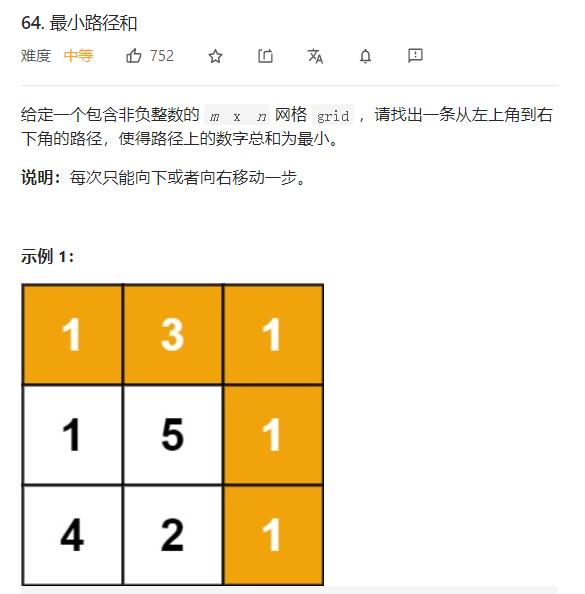 64. 最小路径和
难度 中等 752
给定一个包含非负整数的 m x n 网格 grid ，请找出一条从左上角到右
下角的路径，使得路径上的数字总和为最小。
说明：每次只能向下或者向右移动一步。
示例 1：
1 3 1
1 5 1
4 2 1